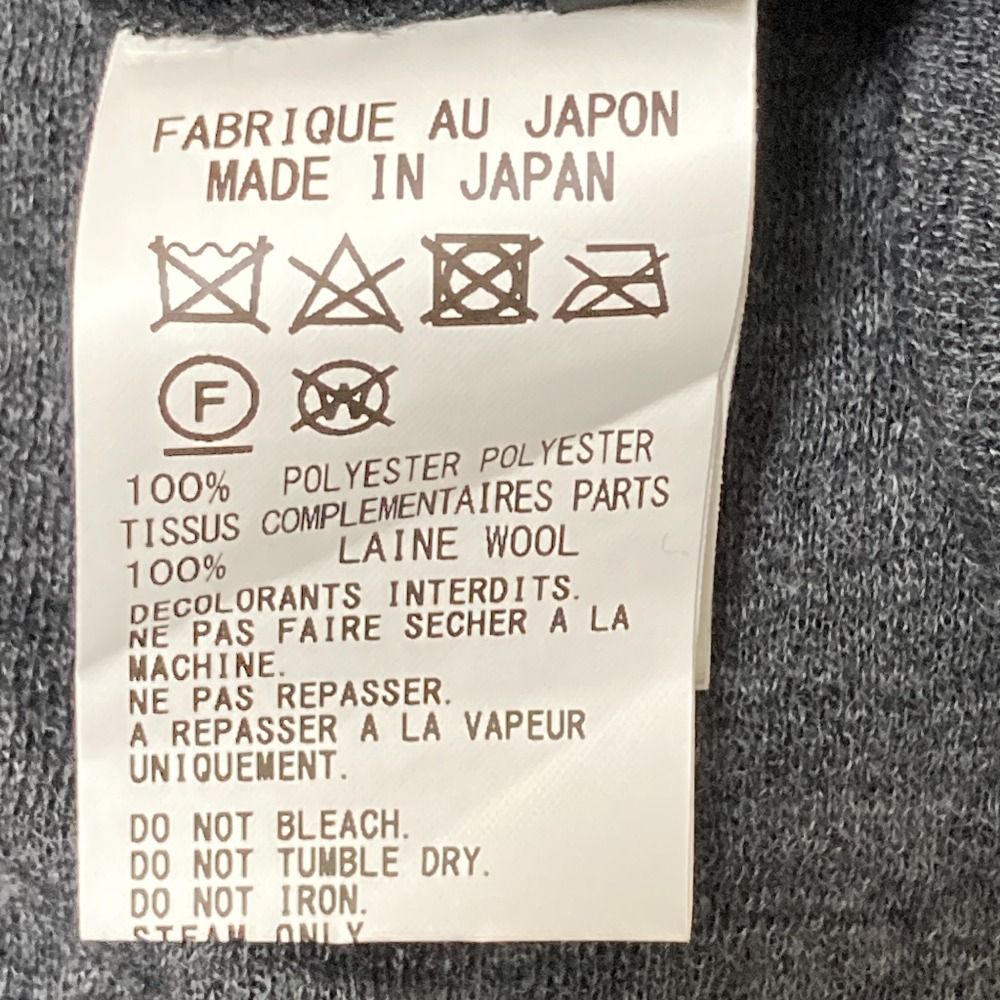 FABRIQUE AU JAPON
MADE IN JAPAN
F W
100% POLYESTER POLYESTER
TISSUS COMPLEMENTAIRES PARTS
100% LAINE WOOL
DECOLORANTS INTERDITS.
NE PAS FAIRE SECHER A LA
MACHINE.
NE PAS REPASSER.
A REPASSER A LA VAPEUR
UNIQUEMENT.
DO NOT BLEACH.
DO NOT TUMBLE DRY.
DO NOT IRON.
STEAM ONLY